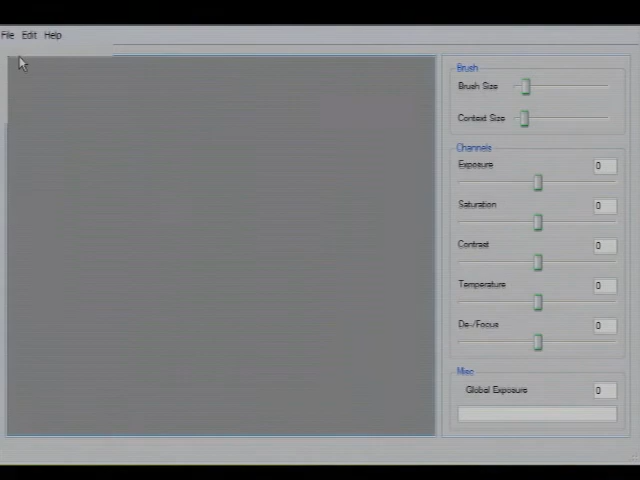 File Edit Help
Brush
Brush Size
Context Size
Channels
Exposure 0
Saturation 0
Contrast 0
Temperature 0
De-/Focus 0
Misc
Global Exposure 0